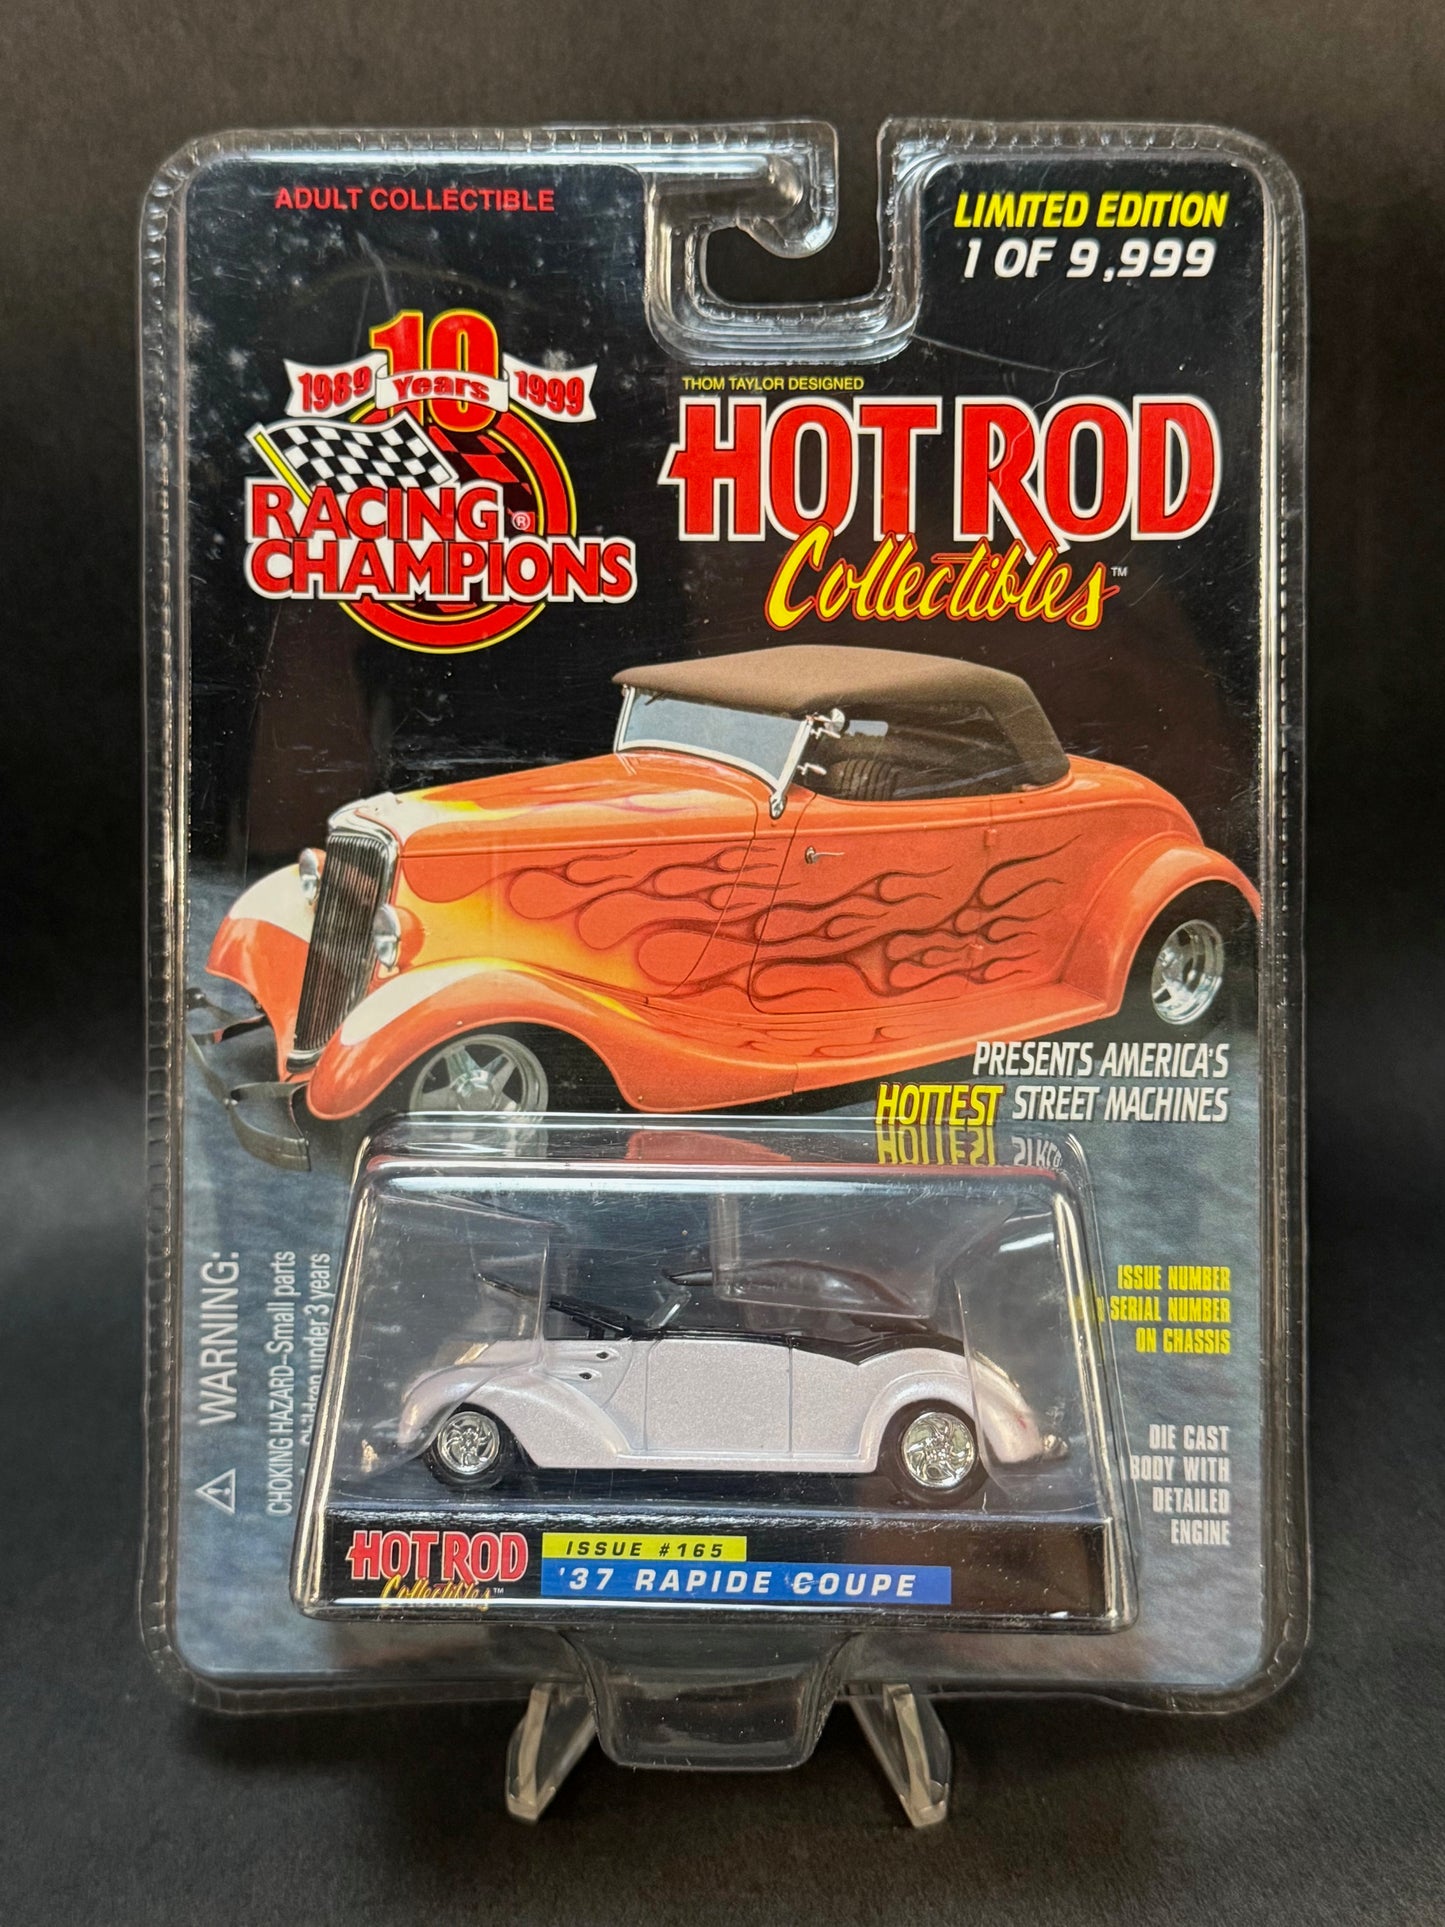 ADULT COLLECTIBLE
LIMITED EDITION
1 OF 9,999
1989 10 Years 1999
RACING ®
CHAMPIONS
THOM TAYLOR DESIGNED
HOT ROD
Collectibles™
PRESENTS AMERICA'S
HOTTEST STREET MACHINES
WARNING:
CHOKING HAZARD–Small parts
Children under 3 years
ISSUE NUMBER
SERIAL NUMBER
ON CHASSIS
DIE CAST
BODY WITH
DETAILED
ENGINE
HOT ROD
Collectibles™
ISSUE #165
'37 RAPIDE COUPE